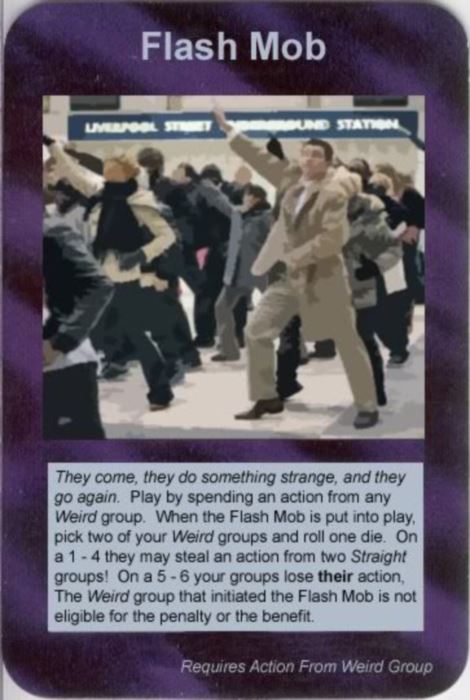 Flash Mob
LIVERPOOL STREET UNDERGROUND STATION
They come, they do something strange, and they
go again. Play by spending an action from any
Weird group. When the Flash Mob is put into play,
pick two of your Weird groups and roll one die. On
a 1 - 4 they may steal an action from two Straight
groups! On a 5 - 6 your groups lose their action,
The Weird group that initiated the Flash Mob is not
eligible for the penalty or the benefit.
Requires Action From Weird Group